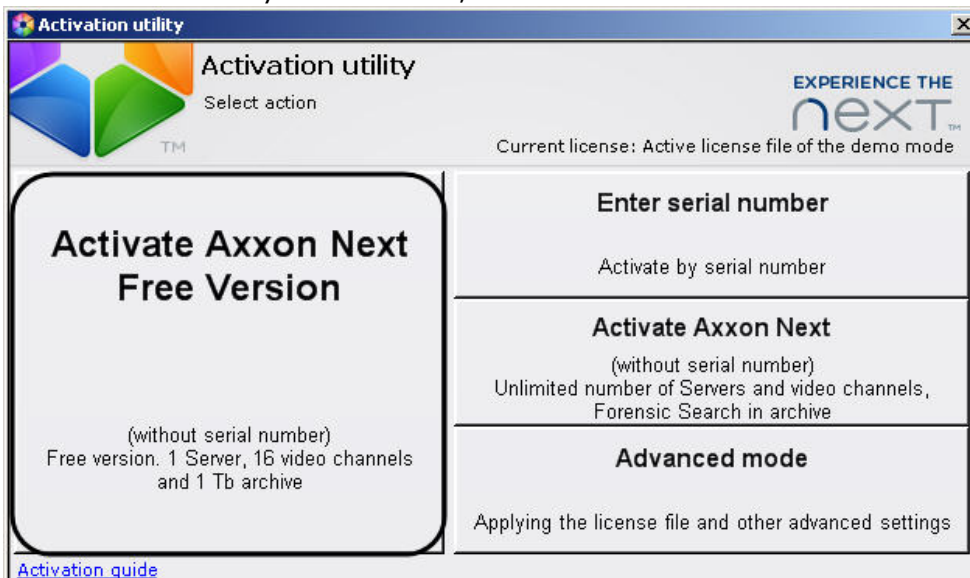 Activation utility
Activation utility
Select action
EXPERIENCE THE
next™
Current license: Active license file of the demo mode
TM
Activate Axxon Next
Free Version
(without serial number)
Free version. 1 Server, 16 video channels
and 1 Tb archive
Enter serial number
Activate by serial number
Activate Axxon Next
(without serial number)
Unlimited number of Servers and video channels,
Forensic Search in archive
Advanced mode
Applying the license file and other advanced settings
Activation guide